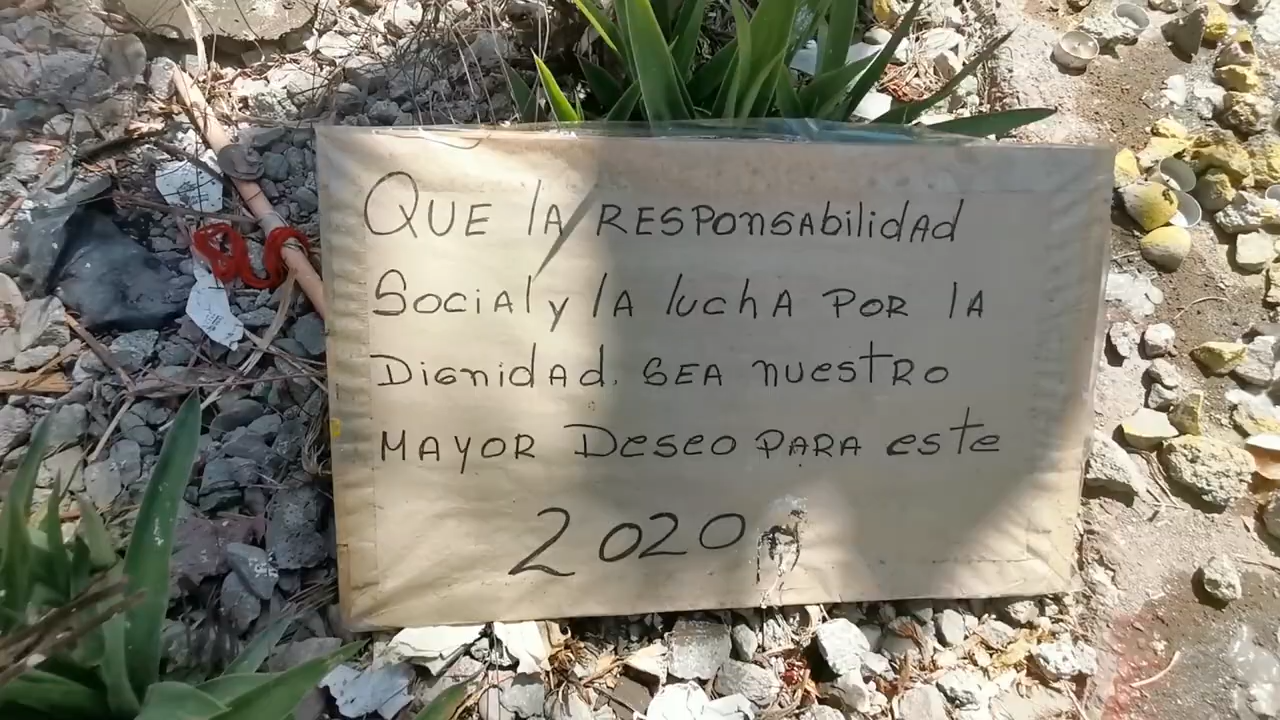 QUE lA RESPonsAbilidAd
SociAl y lA luchA POR lA
DignidAd. SEA nuestRo
MAYOR Deseo PARA este
2020